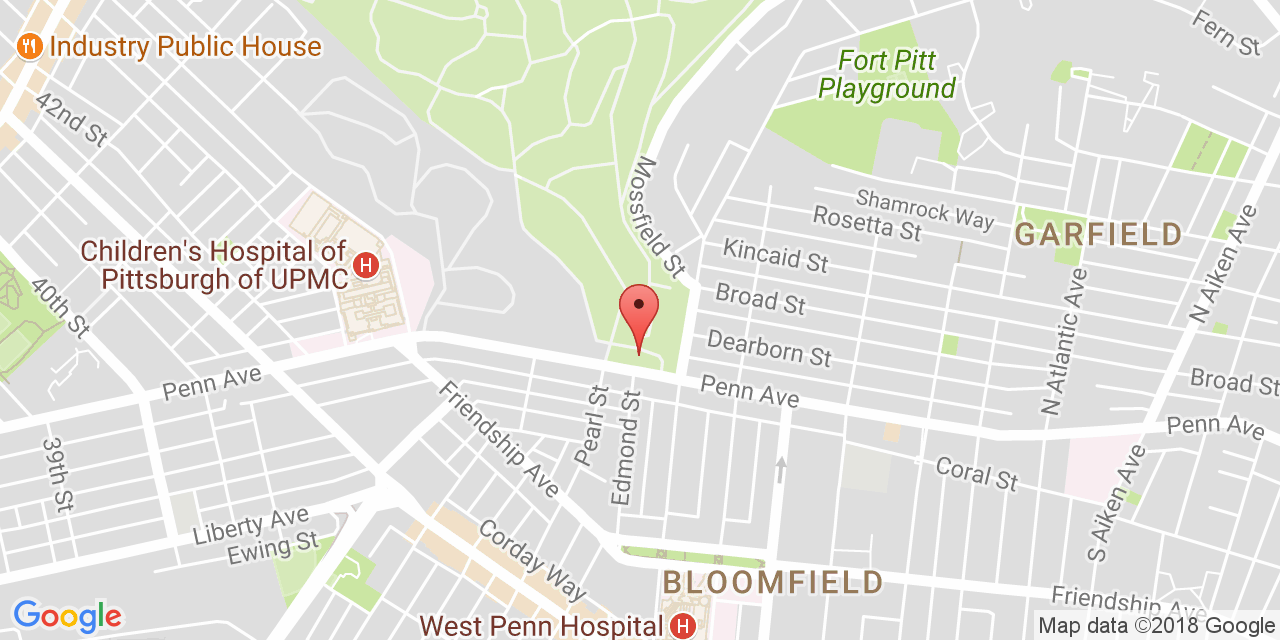 Industry Public House
42nd St
Fern St
Fort Pitt
Playground
Mossfield St
Shamrock Way
Rosetta St
GARFIELD
Kincaid St
N Aiken Ave
Children's Hospital of
Pittsburgh of UPMC
H
40th St
Broad St
N Atlantic Ave
Dearborn St
Penn Ave
Penn Ave
Broad St
Penn Ave
Pearl St
Edmond St
Friendship Ave
39th St
Coral St
S Aiken Ave
Liberty Ave
Ewing St
Corday Way
BLOOMFIELD
Friendship Ave
West Penn Hospital
H
Google
Map data ©2018 Google